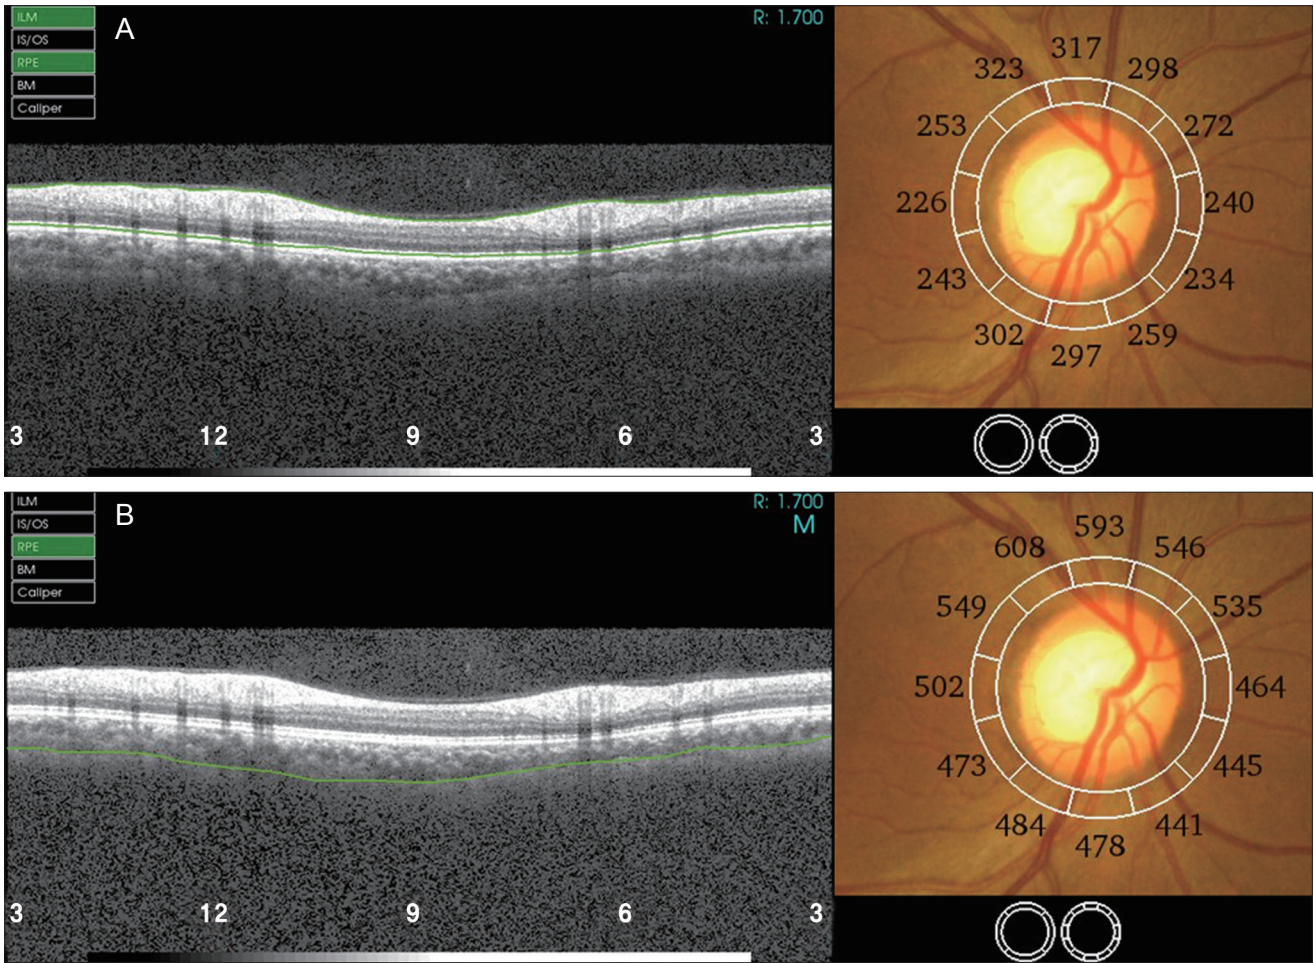 ILM
IS/OS
RPE
BM
Caliper
A
R: 1.700
3 12 9 6 3
317
323 298
253 272
226 240
243 234
302 259
297
ILM
IS/OS
RPE
BM
Caliper
B
R: 1.700
M
3 12 9 6 3
593
608 546
549 535
502 464
473 445
484 441
478